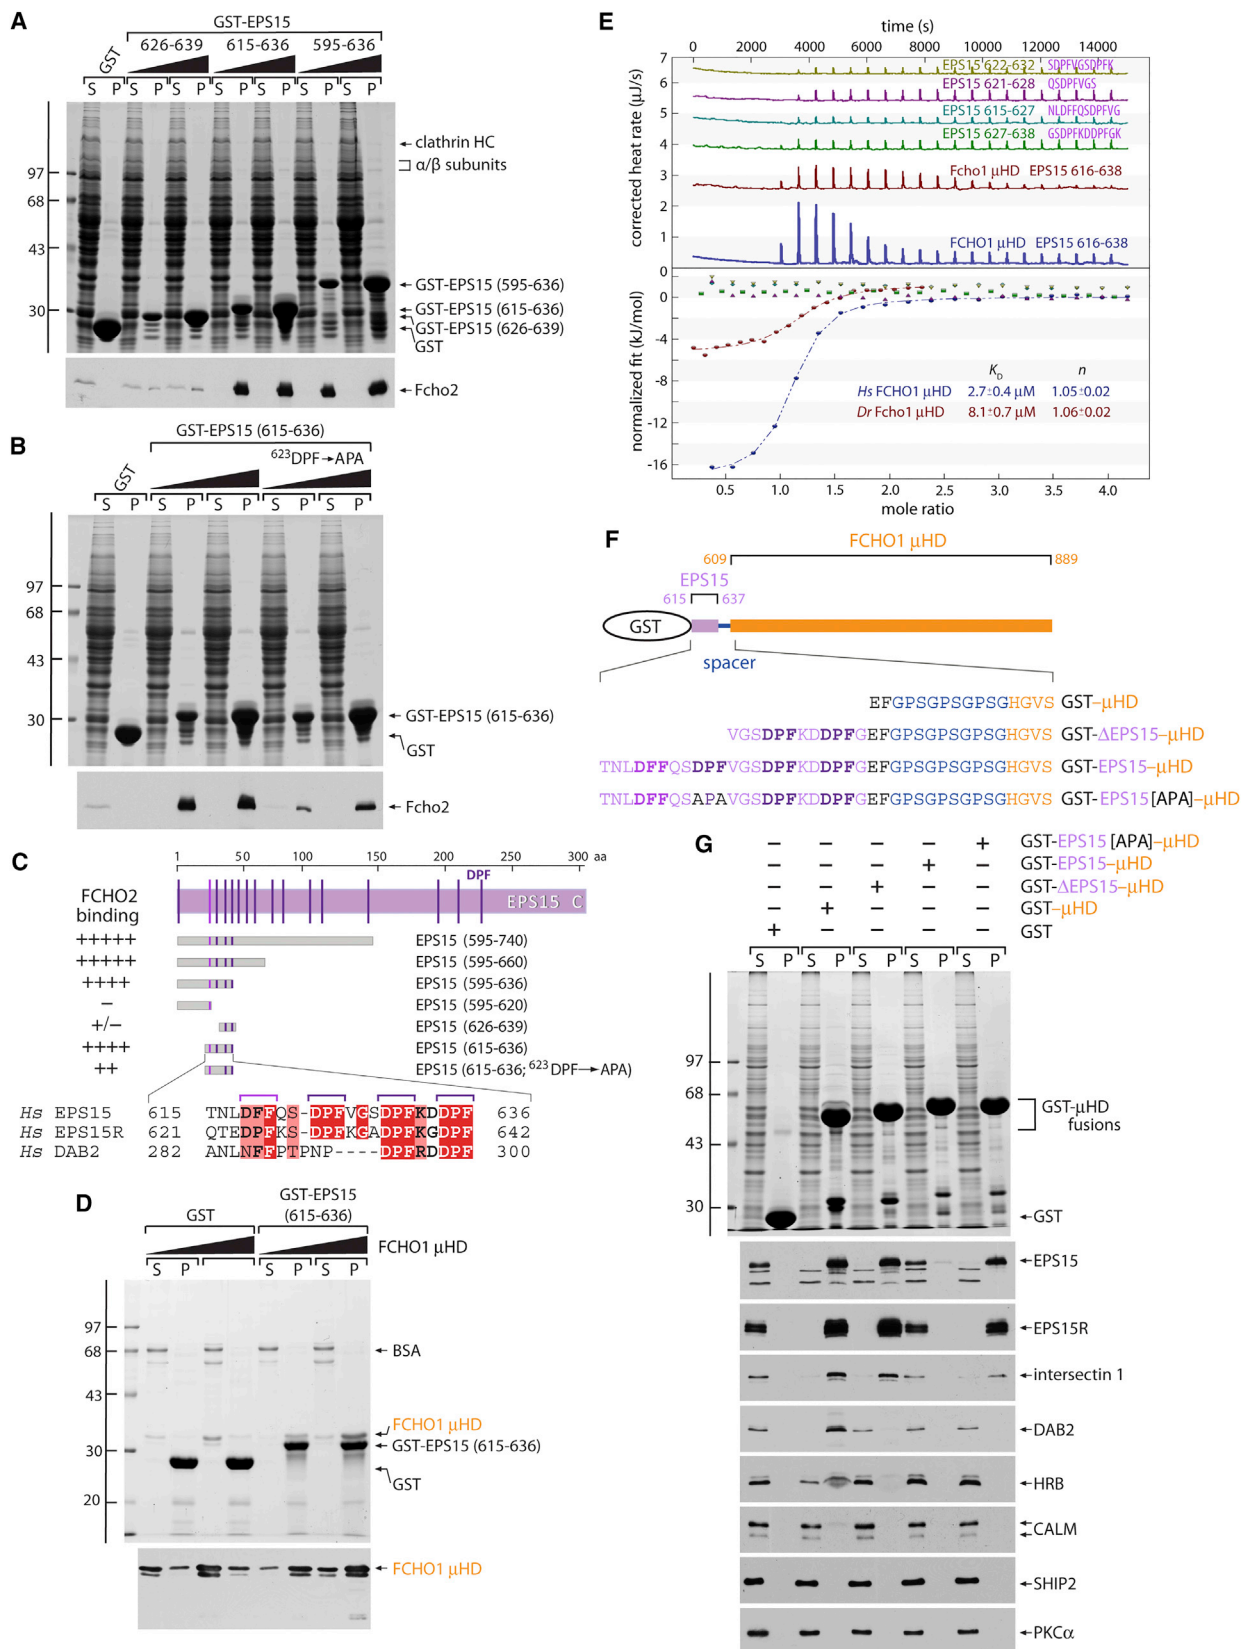 A
GST-EPS15
GST 626-639 615-636 595-636
S P S P S P S P S P S P S P
97
68
43
30
clathrin HC
α/β subunits
GST-EPS15 (595-636)
GST-EPS15 (615-636)
GST-EPS15 (626-639)
GST
Fcho2
B
GST-EPS15 (615-636)
GST 623DPF→APA
S P S P S P S P S P
97
68
43
30
GST-EPS15 (615-636)
GST
Fcho2
C
1 50 100 150 200 250 300 aa
FCHO2 binding
DPF
EPS15 C
+++++ EPS15 (595-740)
+++++ EPS15 (595-660)
++++ EPS15 (595-636)
− EPS15 (595-620)
+/− EPS15 (626-639)
++++ EPS15 (615-636)
++ EPS15 (615-636; 623DPF→APA)
Hs EPS15 615 TNLDFFQS-DPFVGSDPFKDDPF 636
Hs EPS15R 621 QTEDPFKS-DPFKGADPFKGDPF 642
Hs DAB2 282 ANLNFFPTPNP----DPFRDDPF 300
D
GST GST-EPS15 (615-636)
FCHO1 μHD
S P S P S P
97
68
43
30
20
BSA
FCHO1 μHD
GST-EPS15 (615-636)
GST
FCHO1 μHD
E
time (s)
0 2000 4000 6000 8000 10000 12000 14000
corrected heat rate (μJ/s)
7
6
5
4
3
2
1
0
EPS15 622-632 SDPFVGSDPFK
EPS15 621-628 QSDPFVGS
EPS15 615-627 NLDFFQSDPFVG
EPS15 627-638 GSDPFKDDPFGK
Fcho1 μHD EPS15 616-638
FCHO1 μHD EPS15 616-638
normalized fit (kJ/mol)
0
-4
-8
-12
-16
KD n
Hs FCHO1 μHD 2.7±0.4 μM 1.05±0.02
Dr Fcho1 μHD 8.1±0.7 μM 1.06±0.02
0.5 1.0 1.5 2.0 2.5 3.0 3.5 4.0
mole ratio
F
FCHO1 μHD
609 889
EPS15
615 637
GST
spacer
EFGPSGPSGPSGHGVS GST–μHD
VGSDPFKDDPFGEFGPSGPSGPSGHGVS GST-ΔEPS15–μHD
TNLDFFQSDPFVGSDPFKDDPFGEFGPSGPSGPSGHGVS GST-EPS15–μHD
TNLDFFQSAPAVGSDPFKDDPFGEFGPSGPSGPSGHGVS GST-EPS15[APA]–μHD
G
− − − − + GST-EPS15 [APA]–μHD
− − − + − GST-EPS15–μHD
− − + − − GST-ΔEPS15–μHD
− + − − − GST–μHD
+ − − − − GST
S P S P S P S P S P
97
68
43
30
GST-μHD fusions
GST
EPS15
EPS15R
intersectin 1
DAB2
HRB
CALM
SHIP2
PKCα